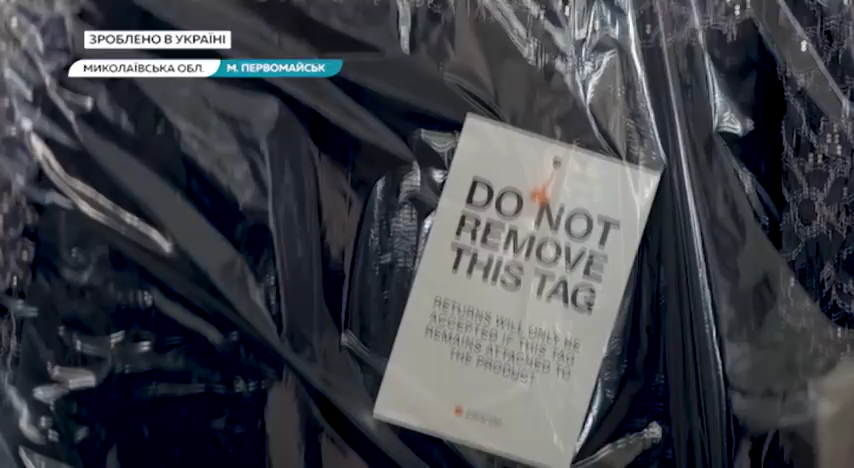 ЗРОБЛЕНО В УКРАЇНІ
МИКОЛАЇВСЬКА ОБЛ. М. ПЕРВОМАЙСЬК
DO NOT
REMOVE
THIS TAG
RETURNS WILL ONLY BE
ACCEPTED IF THIS TAG
REMAINS ATTACHED TO
THE PRODUCT